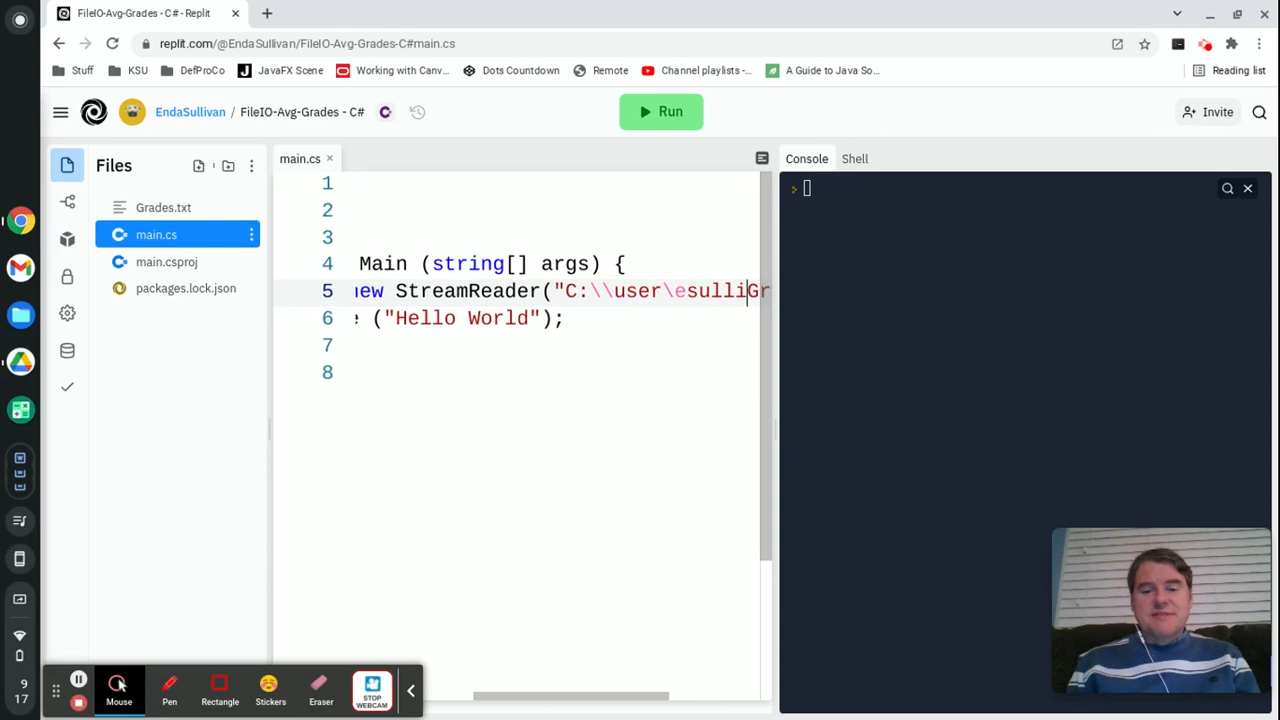 FileIO-Avg-Grades - C# - Replit
replit.com/@EndaSullivan/FileIO-Avg-Grades-C#main.cs
Stuff KSU DefProCo JavaFX Scene Working with Canv... Dots Countdown Remote Channel playlists -... A Guide to Java So... Reading list
EndaSullivan / FileIO-Avg-Grades - C# Run Invite
Files main.cs Console Shell
Grades.txt
main.cs
main.csproj
packages.lock.json
1
2
3
4 Main (string[] args) {
5 new StreamReader("C:\\user\esulliGr
6 e ("Hello World");
7
8
9
17
Mouse Pen Rectangle Stickers Eraser STOP WEBCAM